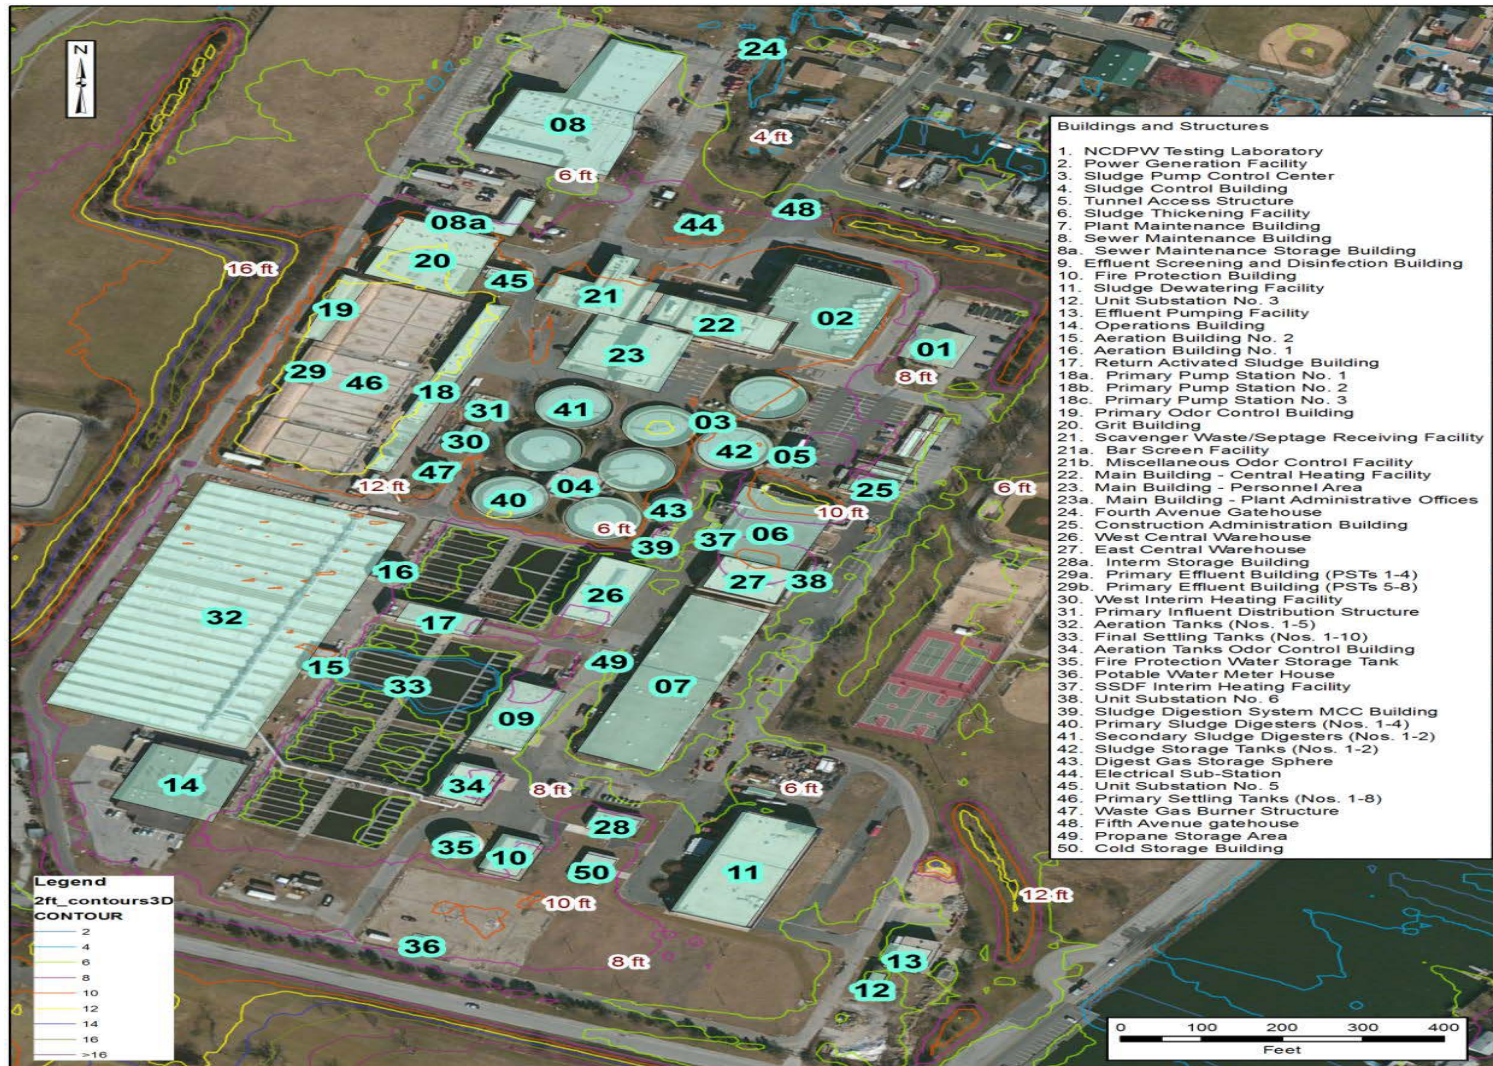 N
24
08
4 ft
6 ft
08a
44
48
20
16 ft
45
21
19
22
02
23
01
29
46
18
8 ft
41
31
03
30
42
05
47
12 ft
04
25
40
43
6 ft
10 ft
6 ft
37
06
39
16
27
38
26
32
17
15
49
33
07
09
14
34
8 ft
6 ft
28
35
10
50
11
12 ft
10 ft
36
8 ft
13
12
Buildings and Structures
1. NCDPW Testing Laboratory
2. Power Generation Facility
3. Sludge Pump Control Center
4. Sludge Control Building
5. Tunnel Access Structure
6. Sludge Thickening Facility
7. Plant Maintenance Building
8. Sewer Maintenance Building
8a. Sewer Maintenance Storage Building
9. Effluent Screening and Disinfection Building
10. Fire Protection Building
11. Sludge Dewatering Facility
12. Unit Substation No. 3
13. Effluent Pumping Facility
14. Operations Building
15. Aeration Building No. 2
16. Aeration Building No. 1
17. Return Activated Sludge Building
18a. Primary Pump Station No. 1
18b. Primary Pump Station No. 2
18c. Primary Pump Station No. 3
19. Primary Odor Control Building
20. Grit Building
21. Scavenger Waste/Septage Receiving Facility
21a. Bar Screen Facility
21b. Miscellaneous Odor Control Facility
22. Main Building - Central Heating Facility
23. Main Building - Personnel Area
23a. Main Building - Plant Administrative Offices
24. Fourth Avenue Gatehouse
25. Construction Administration Building
26. West Central Warehouse
27. East Central Warehouse
28a. Interm Storage Building
29a. Primary Effluent Building (PSTs 1-4)
29b. Primary Effluent Building (PSTs 5-8)
30. West Interim Heating Facility
31. Primary Influent Distribution Structure
32. Aeration Tanks (Nos. 1-5)
33. Final Settling Tanks (Nos. 1-10)
34. Aeration Tanks Odor Control Building
35. Fire Protection Water Storage Tank
36. Potable Water Meter House
37. SSDF Interim Heating Facility
38. Unit Substation No. 6
39. Sludge Digestion System MCC Building
40. Primary Sludge Digesters (Nos. 1-4)
41. Secondary Sludge Digesters (Nos. 1-2)
42. Sludge Storage Tanks (Nos. 1-2)
43. Digest Gas Storage Sphere
44. Electrical Sub-Station
45. Unit Substation No. 5
46. Primary Settling Tanks (Nos. 1-8)
47. Waste Gas Burner Structure
48. Fifth Avenue gatehouse
49. Propane Storage Area
50. Cold Storage Building
Legend
2ft_contours3D
CONTOUR
2
4
6
8
10
12
14
16
>16
0 100 200 300 400
Feet